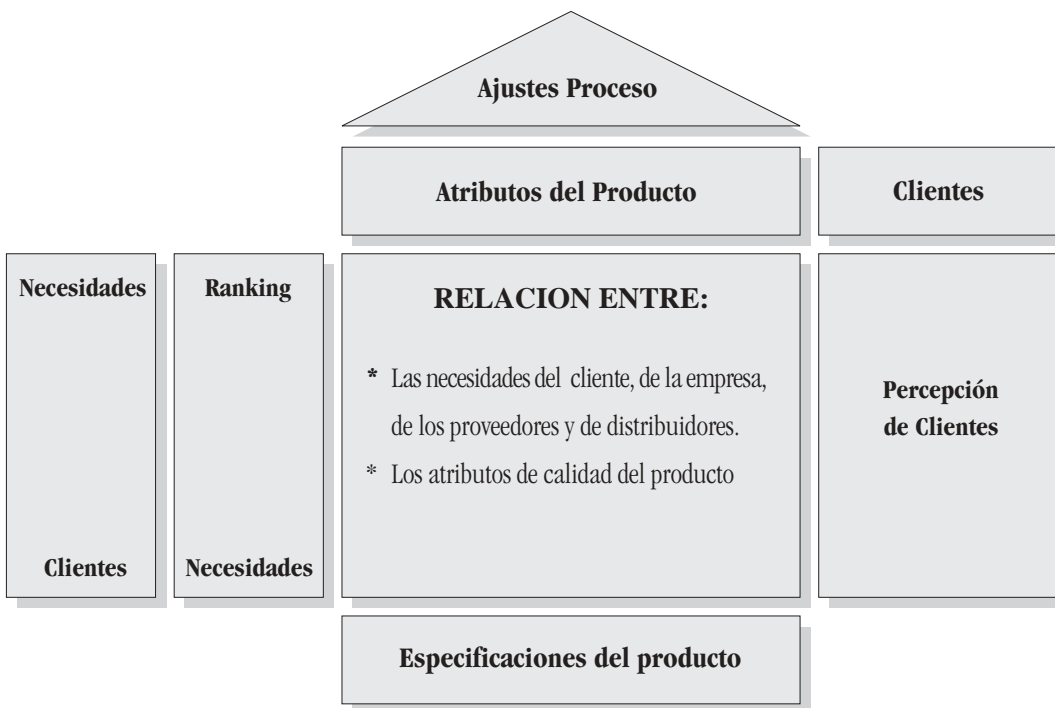 Ajustes Proceso
Atributos del Producto
Clientes
Necesidades
Clientes
Ranking
Necesidades
RELACION ENTRE:
* Las necesidades del cliente, de la empresa,
de los proveedores y de distribuidores.
* Los atributos de calidad del producto
Percepción
de Clientes
Especificaciones del producto